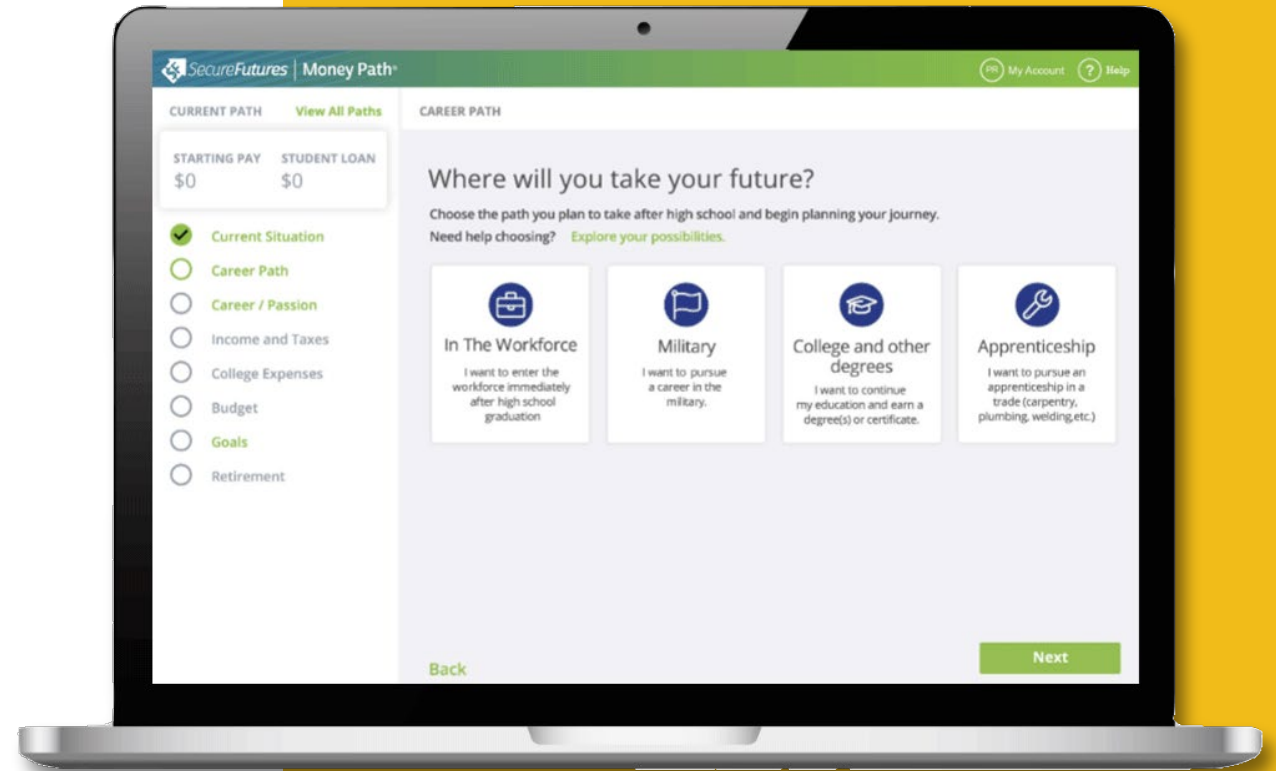 SecureFutures | Money Path®
PR My Account ? Help
CURRENT PATH View All Paths
CAREER PATH
STARTING PAY STUDENT LOAN
$0 $0
Current Situation
Career Path
Career / Passion
Income and Taxes
College Expenses
Budget
Goals
Retirement
Where will you take your future?
Choose the path you plan to take after high school and begin planning your journey.
Need help choosing? Explore your possibilities.
In The Workforce
I want to enter the
workforce immediately
after high school
graduation
Military
I want to pursue
a career in the
military.
College and other
degrees
I want to continue
my education and earn a
degree(s) or certificate.
Apprenticeship
I want to pursue an
apprenticeship in a
trade (carpentry,
plumbing, welding,etc.)
Back
Next